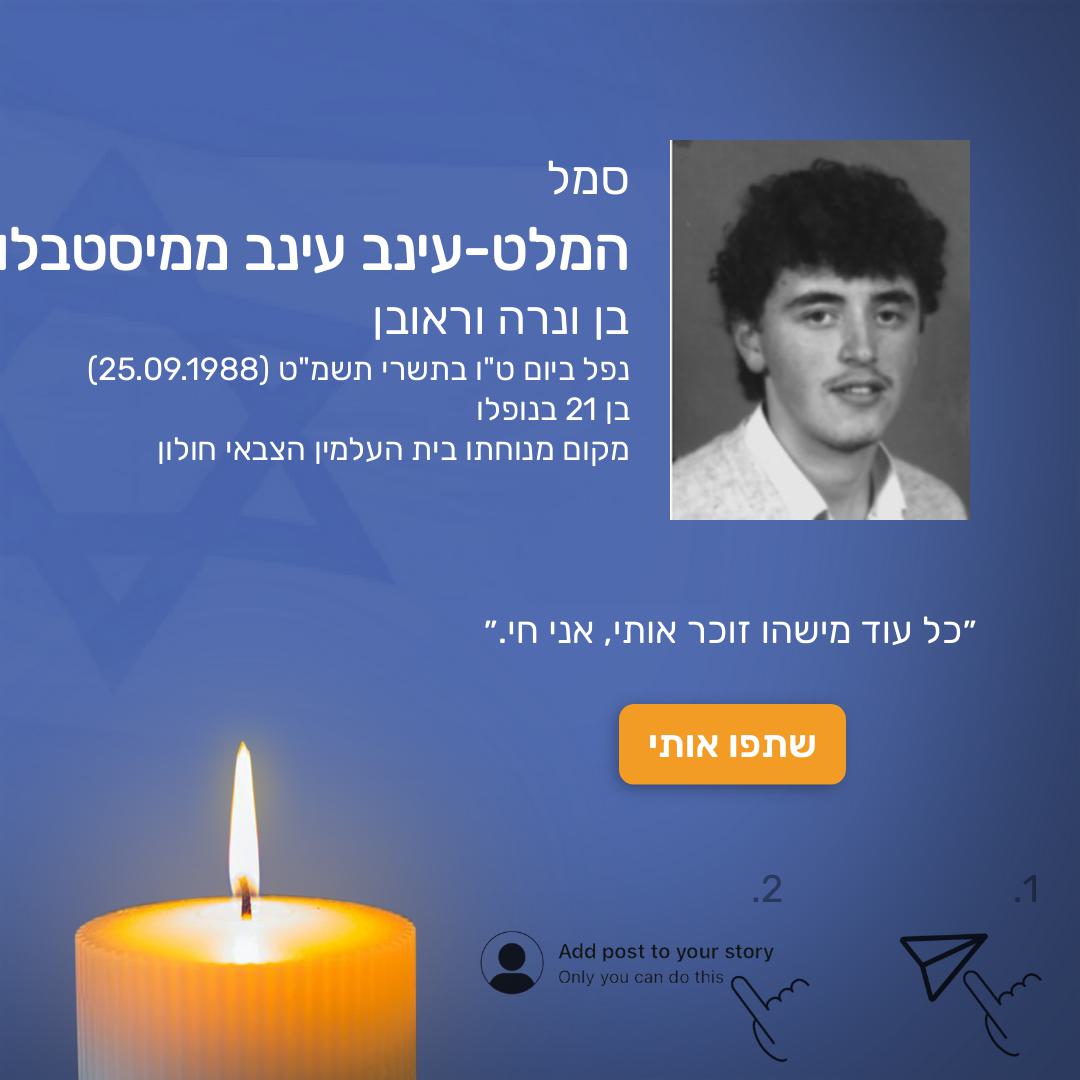 סמל
המלט-עינב עינב ממיסטבלו
בן ונרה וראובן
נפל ביום ט"ו בתשרי תשמ"ט (25.09.1988)
בן 21 בנופלו
מקום מנוחתו בית העלמין הצבאי חולון
״כל עוד מישהו זוכר אותי, אני חי.״
שתפו אותי
.1
.2
Add post to your story
Only you can do this